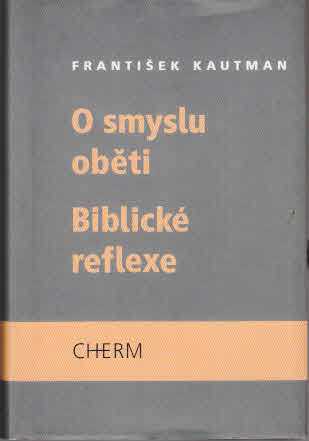 FRANTIŠEK KAUTMAN
O smyslu
oběti
Biblické
reflexe
CHERM